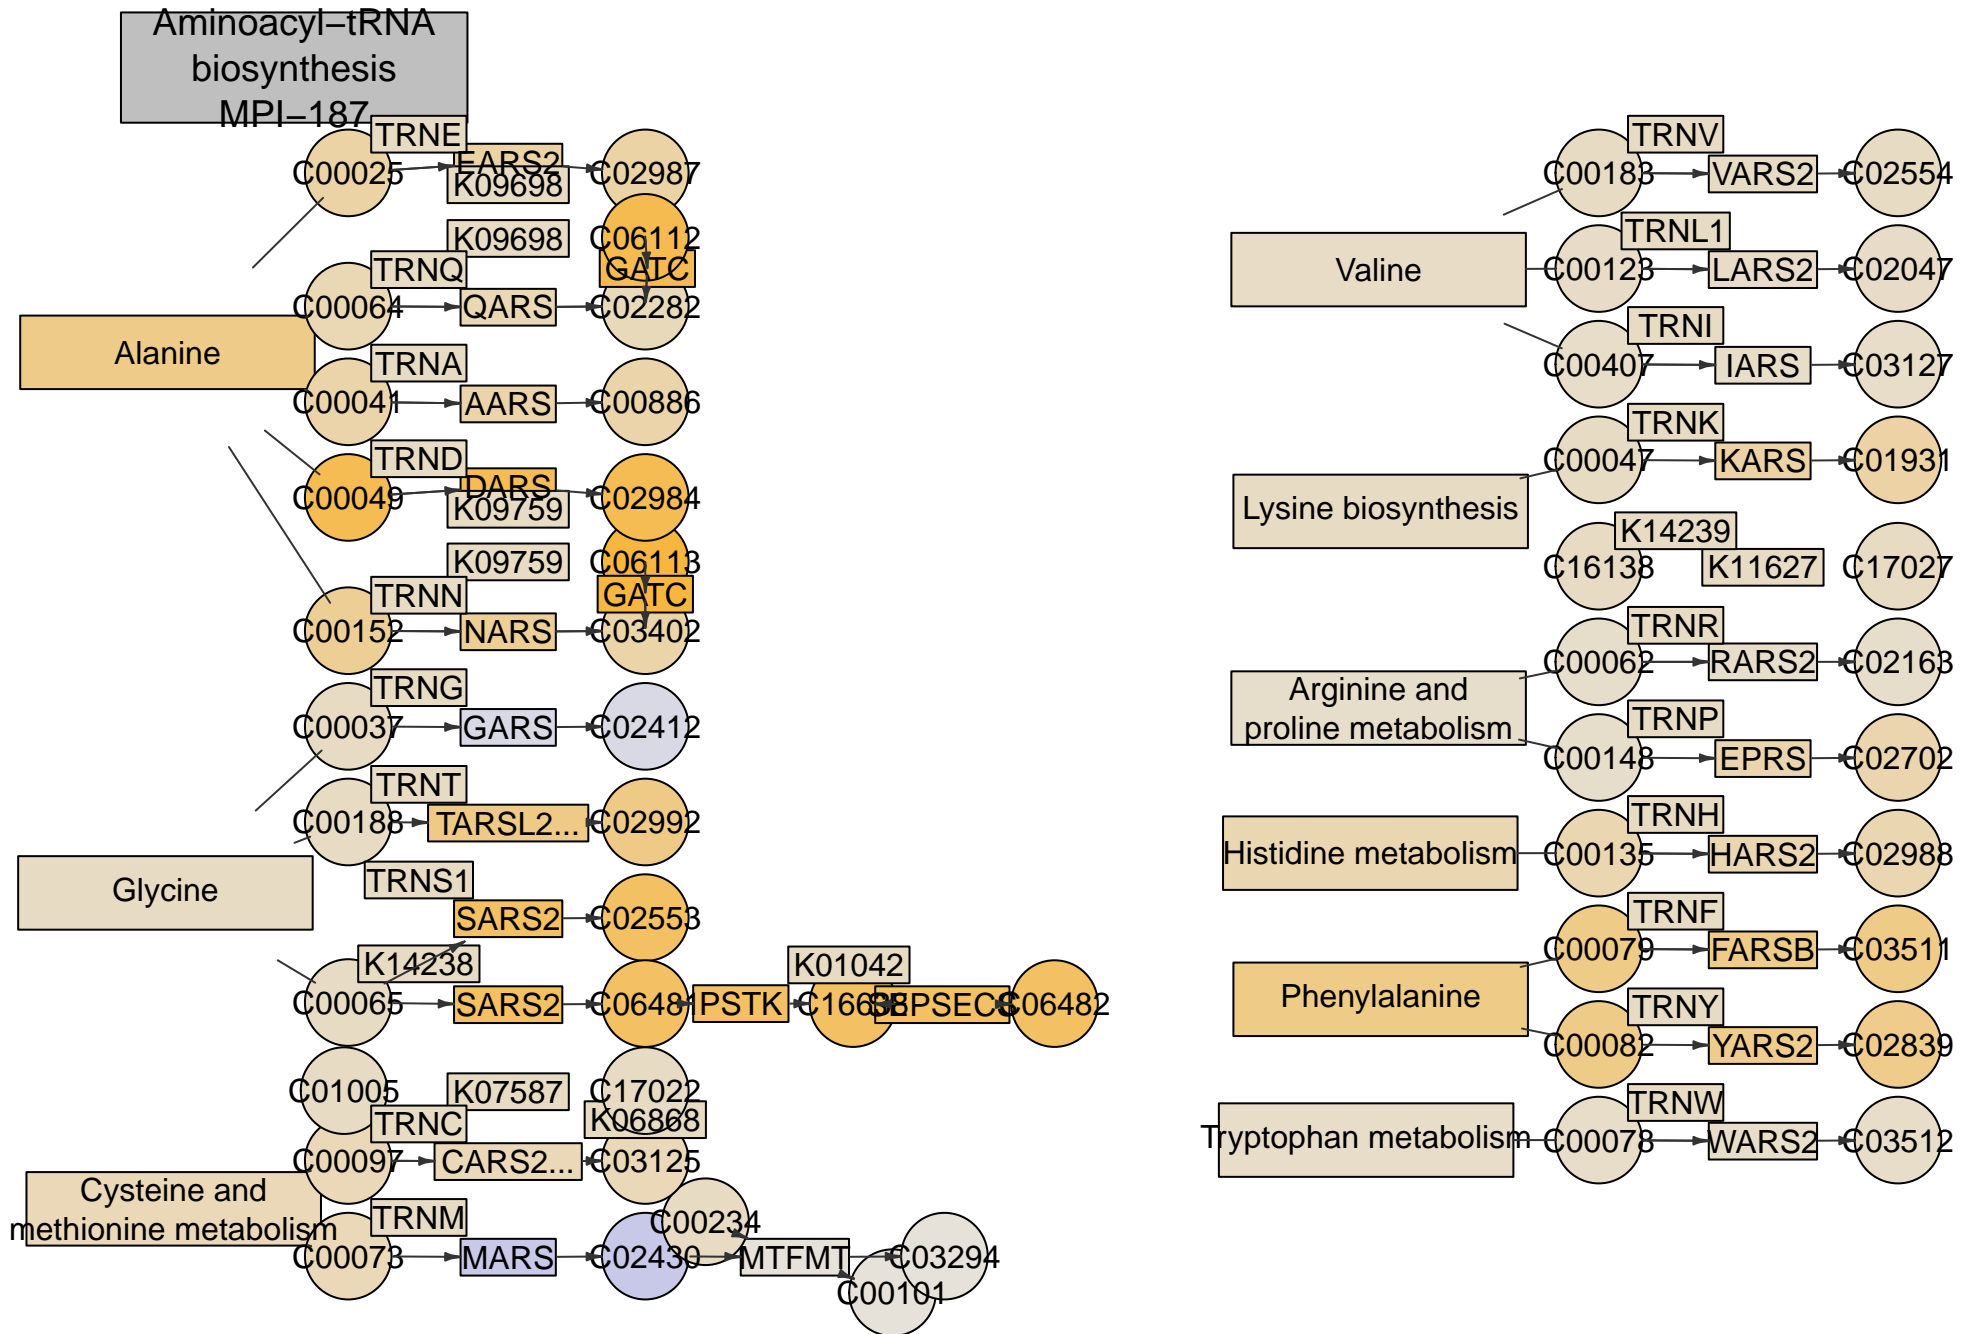 Aminoacyl−tRNA
biosynthesis
MPI−187
TRNE
C00025
EARS2
K09698
C02987
K09698
C06112
TRNQ
GATC
C00064
QARS
C02282
Alanine
TRNA
C00041
AARS
C00886
TRND
C00049
DARS
K09759
C02984
K09759
C06113
TRNN
GATC
C00152
NARS
C03402
TRNG
C00037
GARS
C02412
TRNT
C00188
TARSL2...
C02992
Glycine
TRNS1
SARS2
C02553
K14238
K01042
C00065
SARS2
C06481
PSTK
C16638
SEPSECS
C06482
C01005
K07587
C17022
TRNC
K06868
C00097
CARS2...
C03125
Cysteine and
methionine metabolism
TRNM
C00234
C00073
MARS
C02430
MTFMT
C03294
C00101
TRNV
C00183
VARS2
C02554
TRNL1
Valine
C00123
LARS2
C02047
TRNI
C00407
IARS
C03127
TRNK
C00047
KARS
C01931
Lysine biosynthesis
K14239
C16138
K11627
C17027
TRNR
C00062
RARS2
C02163
Arginine and
proline metabolism
TRNP
C00148
EPRS
C02702
TRNH
Histidine metabolism
C00135
HARS2
C02988
TRNF
C00079
FARSB
C03511
Phenylalanine
TRNY
C00082
YARS2
C02839
TRNW
Tryptophan metabolism
C00078
WARS2
C03512